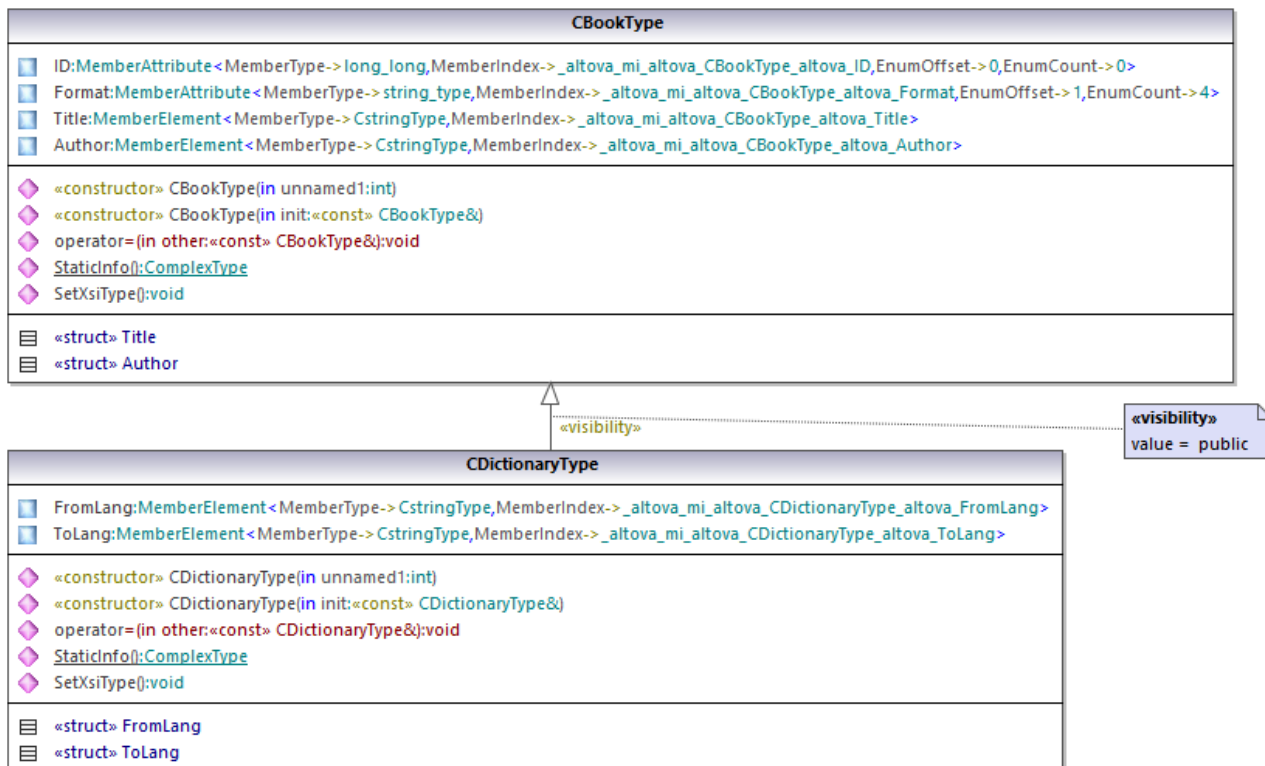 CBookType
ID:MemberAttribute<MemberType->long_long,MemberIndex->_altova_mi_altova_CBookType_altova_ID,EnumOffset->0,EnumCount->0>
Format:MemberAttribute<MemberType->string_type,MemberIndex->_altova_mi_altova_CBookType_altova_Format,EnumOffset->1,EnumCount->4>
Title:MemberElement<MemberType->CstringType,MemberIndex->_altova_mi_altova_CBookType_altova_Title>
Author:MemberElement<MemberType->CstringType,MemberIndex->_altova_mi_altova_CBookType_altova_Author>
«constructor» CBookType(in unnamed1:int)
«constructor» CBookType(in init:«const» CBookType&)
operator=(in other:«const» CBookType&):void
StaticInfo():ComplexType
SetXsiType():void
«struct» Title
«struct» Author
«visibility»
«visibility»
value = public
CDictionaryType
FromLang:MemberElement<MemberType->CstringType,MemberIndex->_altova_mi_altova_CDictionaryType_altova_FromLang>
ToLang:MemberElement<MemberType->CstringType,MemberIndex->_altova_mi_altova_CDictionaryType_altova_ToLang>
«constructor» CDictionaryType(in unnamed1:int)
«constructor» CDictionaryType(in init:«const» CDictionaryType&)
operator=(in other:«const» CDictionaryType&):void
StaticInfo():ComplexType
SetXsiType():void
«struct» FromLang
«struct» ToLang